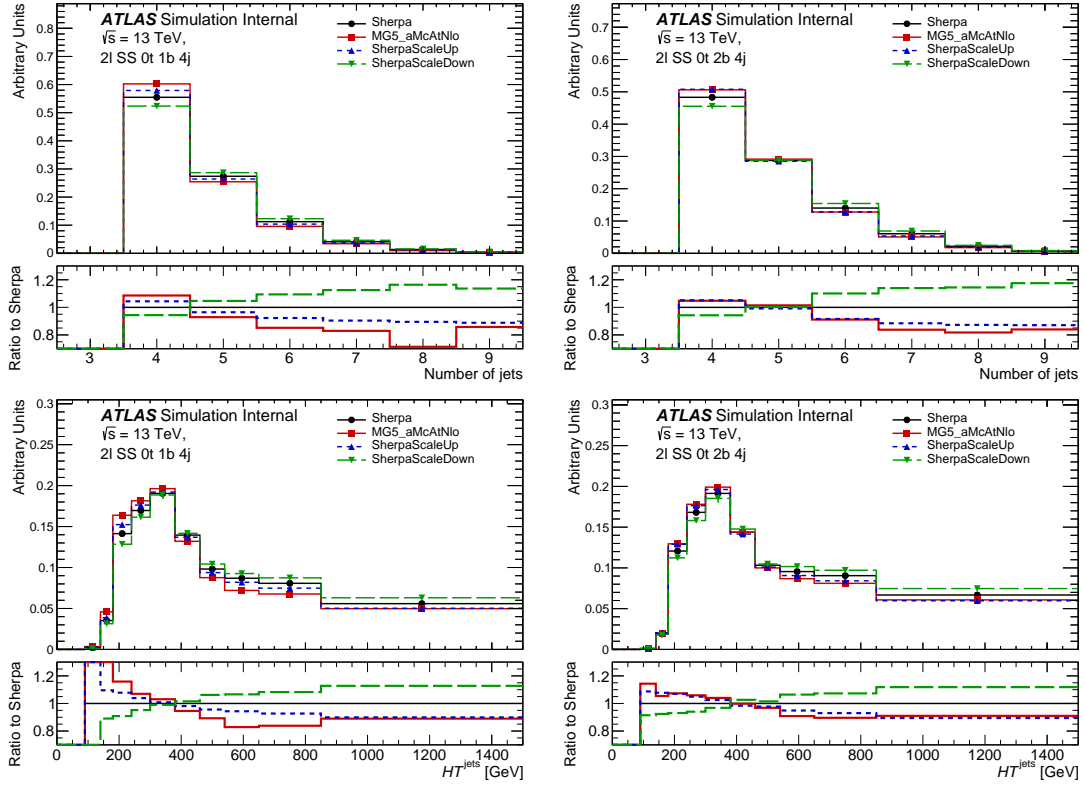 ATLAS Simulation Internal
√s = 13 TeV,
2l SS 0t 1b 4j
Sherpa
MG5_aMcAtNlo
SherpaScaleUp
SherpaScaleDown
Arbitrary Units
0.8
0.7
0.6
0.5
0.4
0.3
0.2
0.1
0
Ratio to Sherpa
1.2
1
0.8
3 4 5 6 7 8 9
Number of jets
ATLAS Simulation Internal
√s = 13 TeV,
2l SS 0t 2b 4j
Sherpa
MG5_aMcAtNlo
SherpaScaleUp
SherpaScaleDown
Arbitrary Units
0.7
0.6
0.5
0.4
0.3
0.2
0.1
0
Ratio to Sherpa
1.2
1
0.8
3 4 5 6 7 8 9
Number of jets
ATLAS Simulation Internal
√s = 13 TeV,
2l SS 0t 1b 4j
Sherpa
MG5_aMcAtNlo
SherpaScaleUp
SherpaScaleDown
Arbitrary Units
0.3
0.25
0.2
0.15
0.1
0.05
0
Ratio to Sherpa
1.2
1
0.8
200 400 600 800 1000 1200 1400
HT^jets [GeV]
ATLAS Simulation Internal
√s = 13 TeV,
2l SS 0t 2b 4j
Sherpa
MG5_aMcAtNlo
SherpaScaleUp
SherpaScaleDown
Arbitrary Units
0.3
0.25
0.2
0.15
0.1
0.05
0
Ratio to Sherpa
1.2
1
0.8
0 200 400 600 800 1000 1200 1400
HT^jets [GeV]